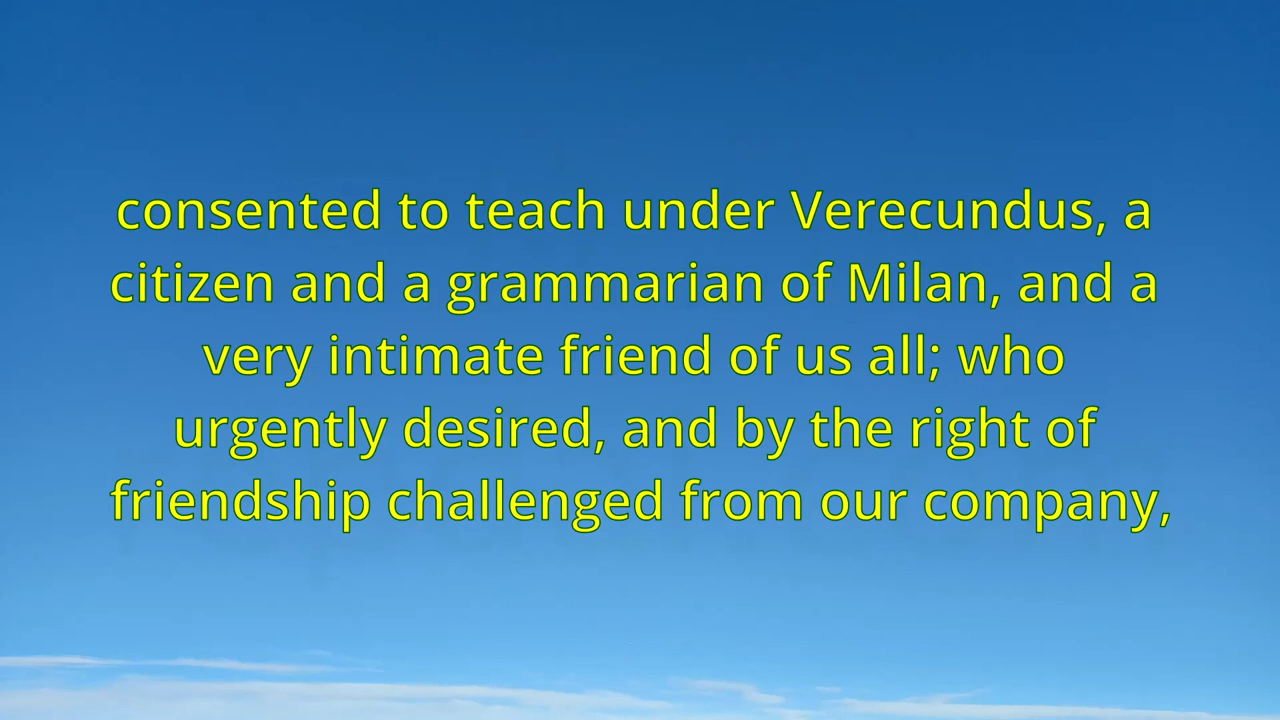 consented to teach under Verecundus, a
citizen and a grammarian of Milan, and a
very intimate friend of us all; who
urgently desired, and by the right of
friendship challenged from our company,